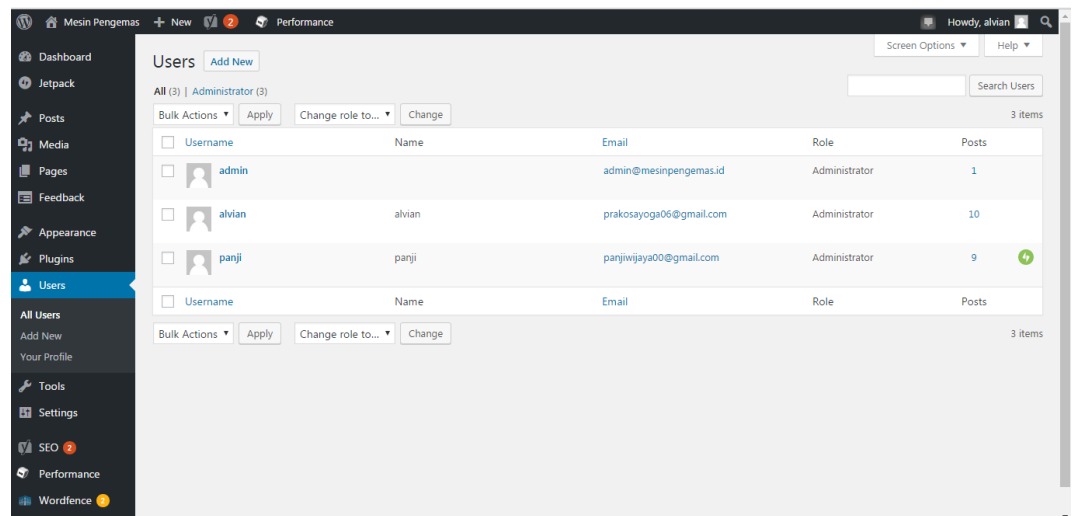 Mesin Pengemas + New 2 Performance Howdy, alvian
Dashboard
Jetpack
Posts
Media
Pages
Feedback
Appearance
Plugins
Users
All Users
Add New
Your Profile
Tools
Settings
SEO 2
Performance
Wordfence 2
Screen Options ▼ Help ▼
Users Add New
All (3) | Administrator (3)
Search Users
Bulk Actions ▼ Apply Change role to... ▼ Change 3 items
Username Name Email Role Posts
admin admin@mesinpengemas.id Administrator 1
alvian alvian prakosayoga06@gmail.com Administrator 10
panji panji panjiwijaya00@gmail.com Administrator 9
Username Name Email Role Posts
Bulk Actions ▼ Apply Change role to... ▼ Change 3 items